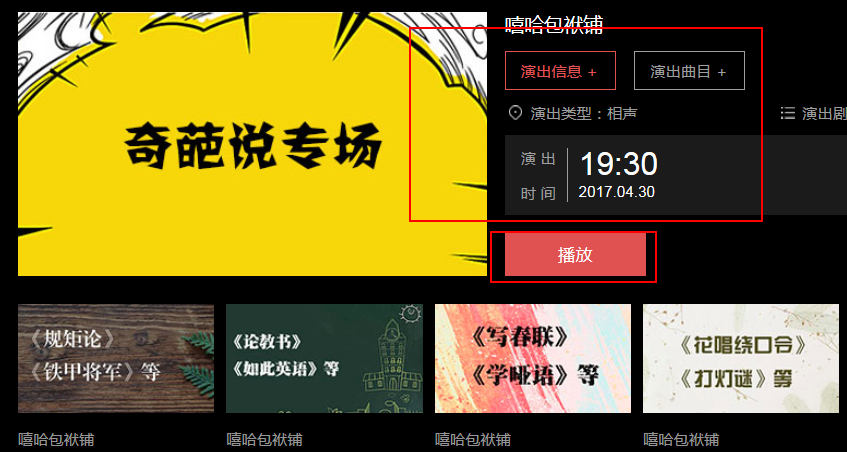 奇葩说专场
嘻哈包袱铺
演出信息 +
演出曲目 +
演出类型：相声
演出剧
演 出
时 间
19:30
2017.04.30
播放
《规矩论》
《铁甲将军》等
《论教书》
《如此英语》等
《写春联》
《学哑语》等
《花唱绕口令》
《打灯谜》等
嘻哈包袱铺
嘻哈包袱铺
嘻哈包袱铺
嘻哈包袱铺